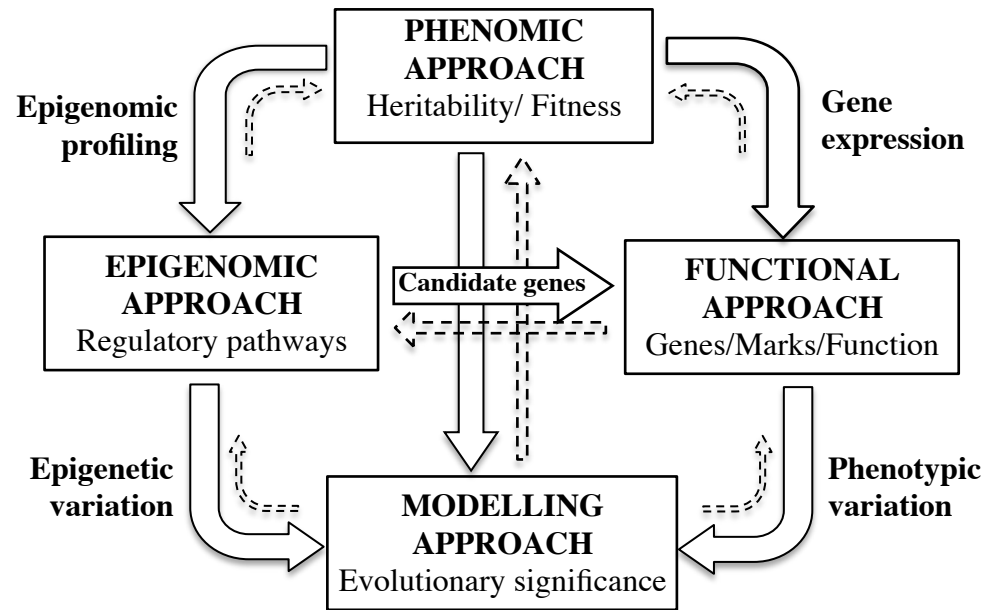 PHENOMIC
APPROACH
Heritability/ Fitness
Epigenomic
profiling
Gene
expression
EPIGENOMIC
APPROACH
Regulatory pathways
Candidate genes
FUNCTIONAL
APPROACH
Genes/Marks/Function
Epigenetic
variation
Phenotypic
variation
MODELLING
APPROACH
Evolutionary significance